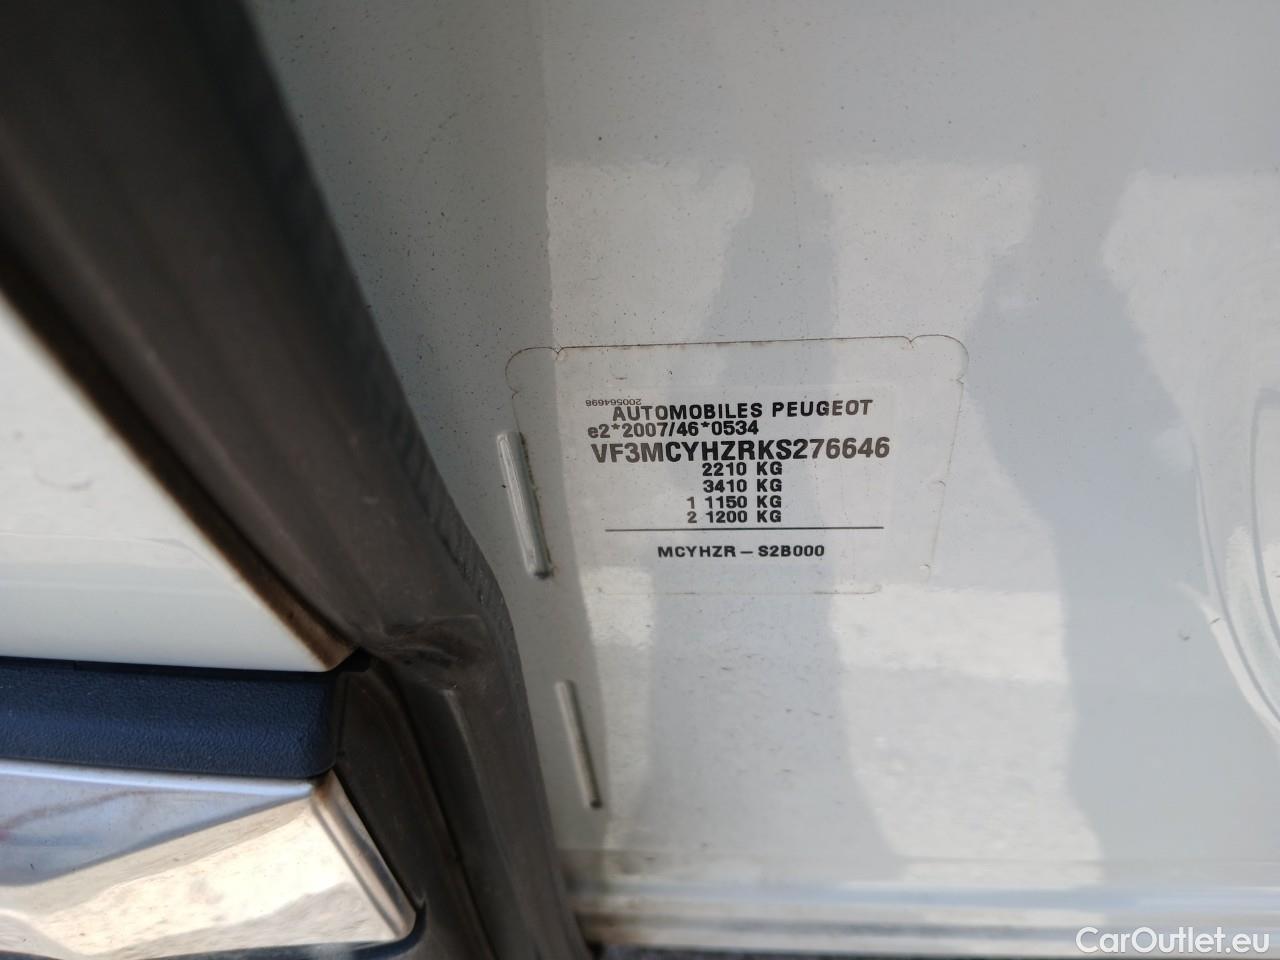 200564698
AUTOMOBILES PEUGEOT
e2*2007/46*0534
VF3MCYHZRKS276646
2210 KG
3410 KG
1 1150 KG
2 1200 KG
MCYHZR - S2B000
CarOutlet.eu